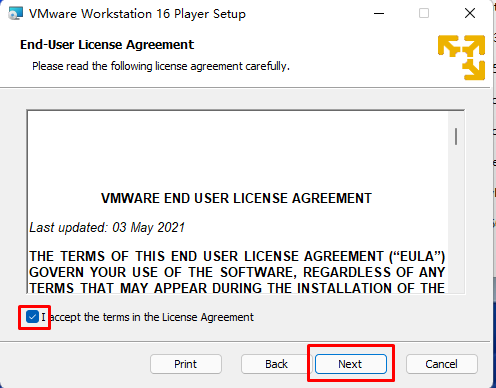 VMware Workstation 16 Player Setup
End-User License Agreement
Please read the following license agreement carefully.
VMWARE END USER LICENSE AGREEMENT
Last updated: 03 May 2021
THE TERMS OF THIS END USER LICENSE AGREEMENT (“EULA”)
GOVERN YOUR USE OF THE SOFTWARE, REGARDLESS OF ANY
TERMS THAT MAY APPEAR DURING THE INSTALLATION OF THE
I accept the terms in the License Agreement
Print
Back
Next
Cancel